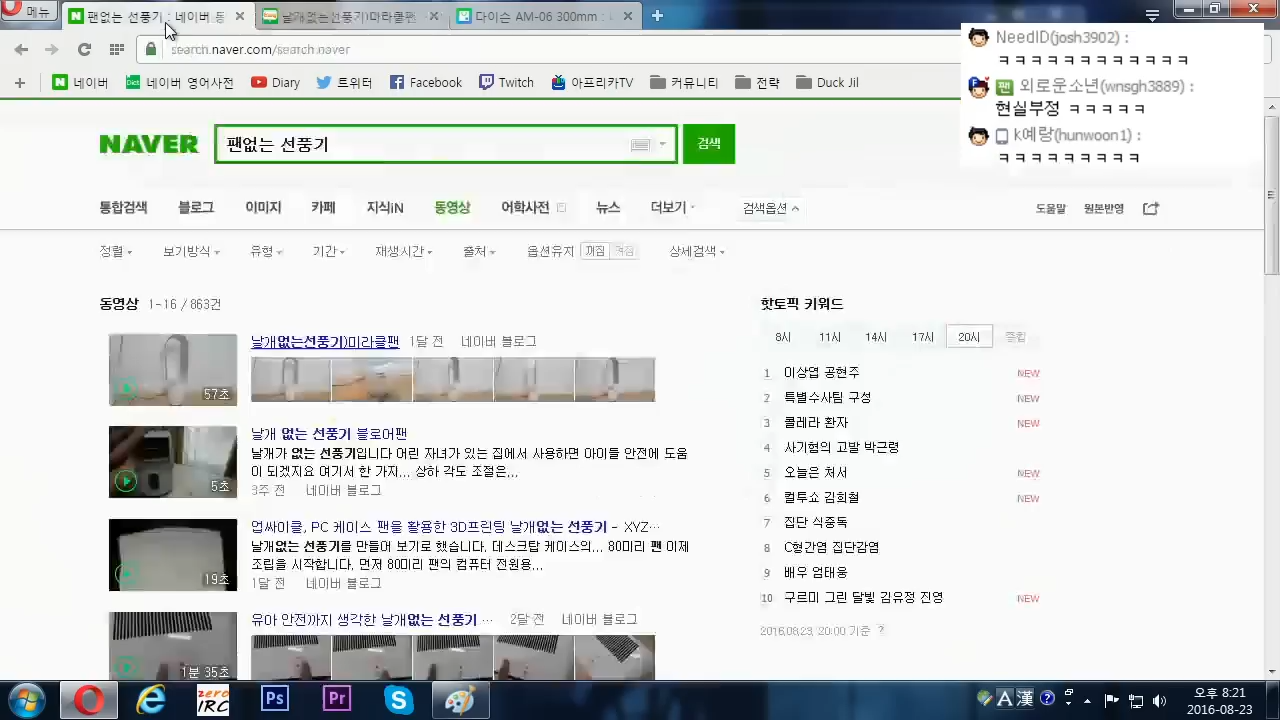 메뉴
팬없는 선풍기 : 네이버 동
날개없는선풍기)미라클팬
다이슨 AM-06 300mm :
search.naver.com/search.naver
네이버
네이버 영어사전
Diary
트위터
Facebook
Twitch
아프리카TV
커뮤니티
전략
Duck Jil
NeedID(josh3902) :
ㅋㅋㅋㅋㅋㅋㅋㅋㅋㅋㅋㅋ
팬 외로운소년(wnsgh3889) :
현실부정 ㅋㅋㅋㅋㅋ
k예랑(hunwoon1) :
ㅋㅋㅋㅋㅋㅋㅋㅋㅋ
NAVER
팬없는 선풍기
검색
통합검색 블로그 이미지 카페 지식iN 동영상 어학사전 뉴스 더보기 검색옵션
도움말 원본반영
정렬 보기방식 유형 기간 재생시간 출처 옵션유지 꺼짐 켜짐 상세검색
동영상 1-16 / 863건
57초
날개없는선풍기)미라클팬 1달 전 네이버 블로그
5초
날개 없는 선풍기 블로어팬
날개가 없는 선풍기입니다 어린 자녀가 있는 집에서 사용하면 아이를 안전에 도움
이 되겠지요 여기서 한 가지... 상하 각도 조절은...
3주 전 네이버 블로그
19초
업싸이클, PC 케이스 팬을 활용한 3D프린팅 날개없는 선풍기 - XYZ…
날개없는 선풍기를 만들어 보기로 했습니다. 데스크탑 케이스의... 80미리 팬 이제
조립을 시작합니다, 먼저 80미리 팬의 컴퓨터 전원용...
1달 전 네이버 블로그
1분 35초
유아 안전까지 생각한 날개없는 선풍기 … 2달 전 네이버 블로그
핫토픽 키워드
8시 11시 14시 17시 20시 종합
1 이상엽 공현주 NEW
2 특별수사팀 구성 NEW
3 콜레라 환자 NEW
4 사기혐의 고발 박근령
5 오늘은 처서 NEW
6 컬투쇼 김희철 NEW
7 집단 식중독
8 C형간염 집단감염
9 배우 엄태웅
10 구르미 그린 달빛 김유정 진영 NEW
2016.08.23. 20:00 기준 ?
zero
IRC
Ps
Pr
A 漢
오후 8:21
2016-08-23